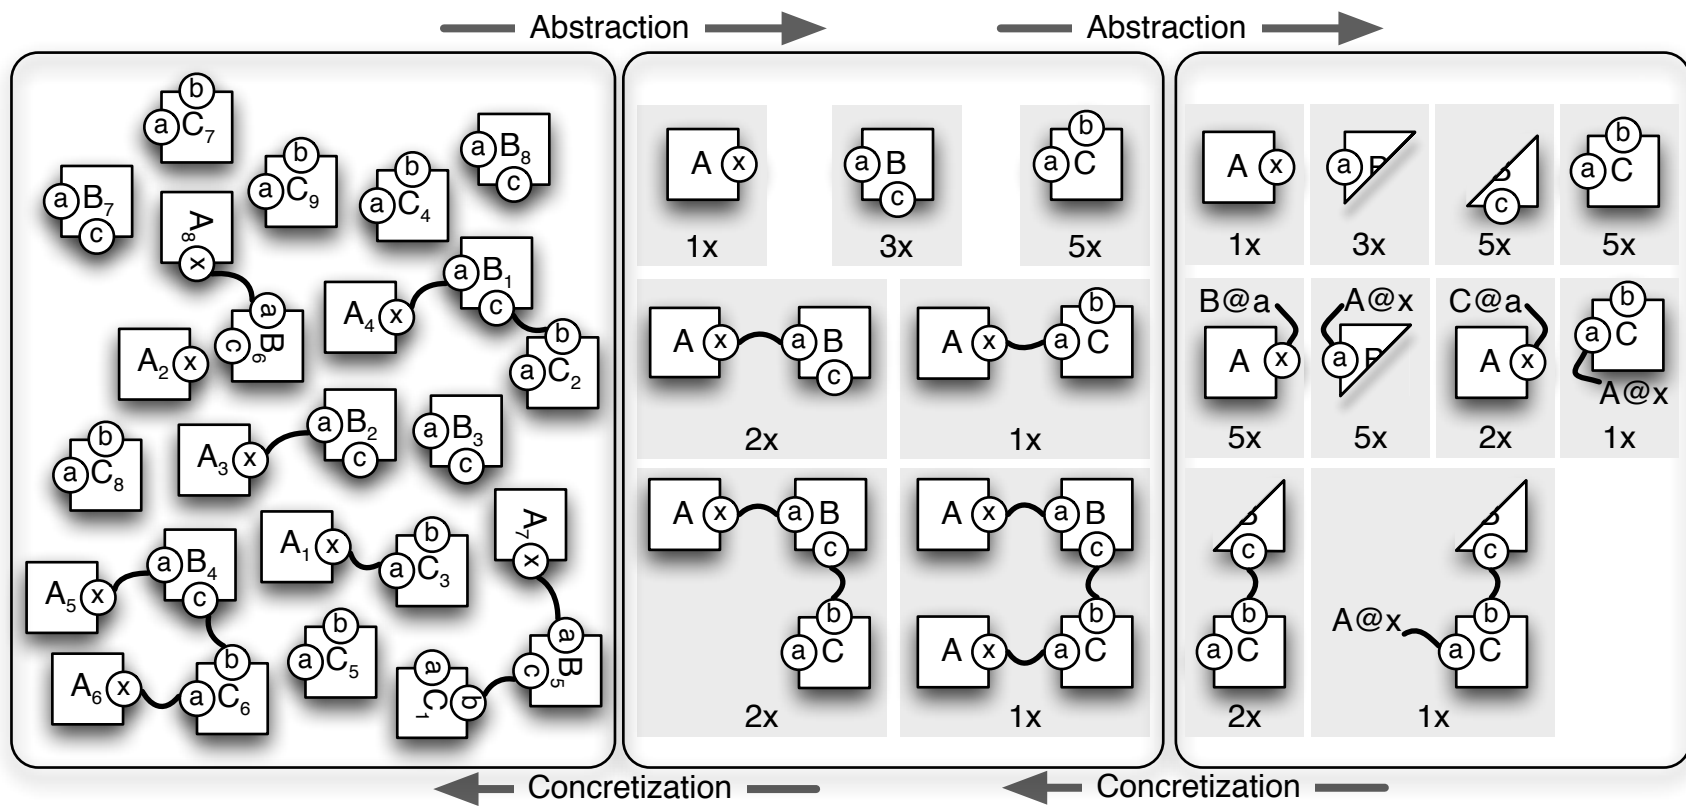 Abstraction
Abstraction
b
a C7
b
a C9
b
a C4
a B8
c
a B7
c
A8
x
a B6
c
A4 x
a B1
c
b
a C2
A2 x
b
a C8
A3 x
a B2
c
a B3
c
A1 x
b
a C3
A7
x
a B5
c
A5 x
a B4
c
A6 x
b
a C6
b
a C5
a
C1 b
A x
1x
a B
c
3x
b
a C
5x
A x a B
c
2x
A x a C
b
1x
A x a B
c
b
a C
2x
A x a B
c
b
A x a C
1x
A x
1x
a B
3x
B
c
5x
b
a C
5x
B@a
A x
5x
A@x
a B
5x
C@a
A x
2x
b
a C
A@x
1x
B
c
b
a C
2x
B
c
b
A@x a C
1x
Concretization
Concretization